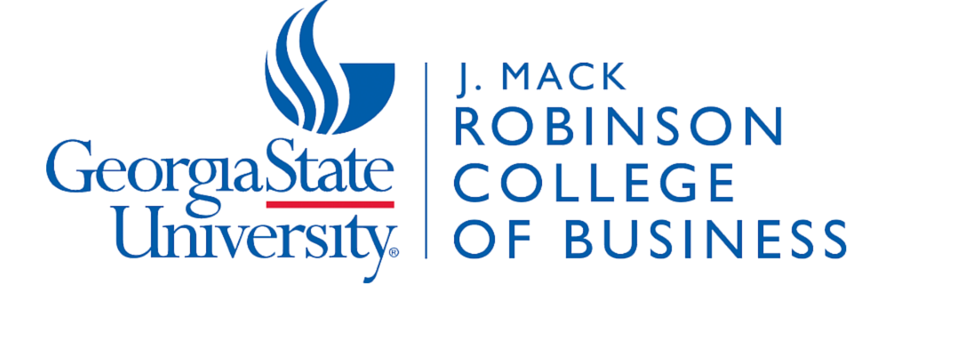 GeorgiaState
University®
J. MACK
ROBINSON
COLLEGE
OF BUSINESS